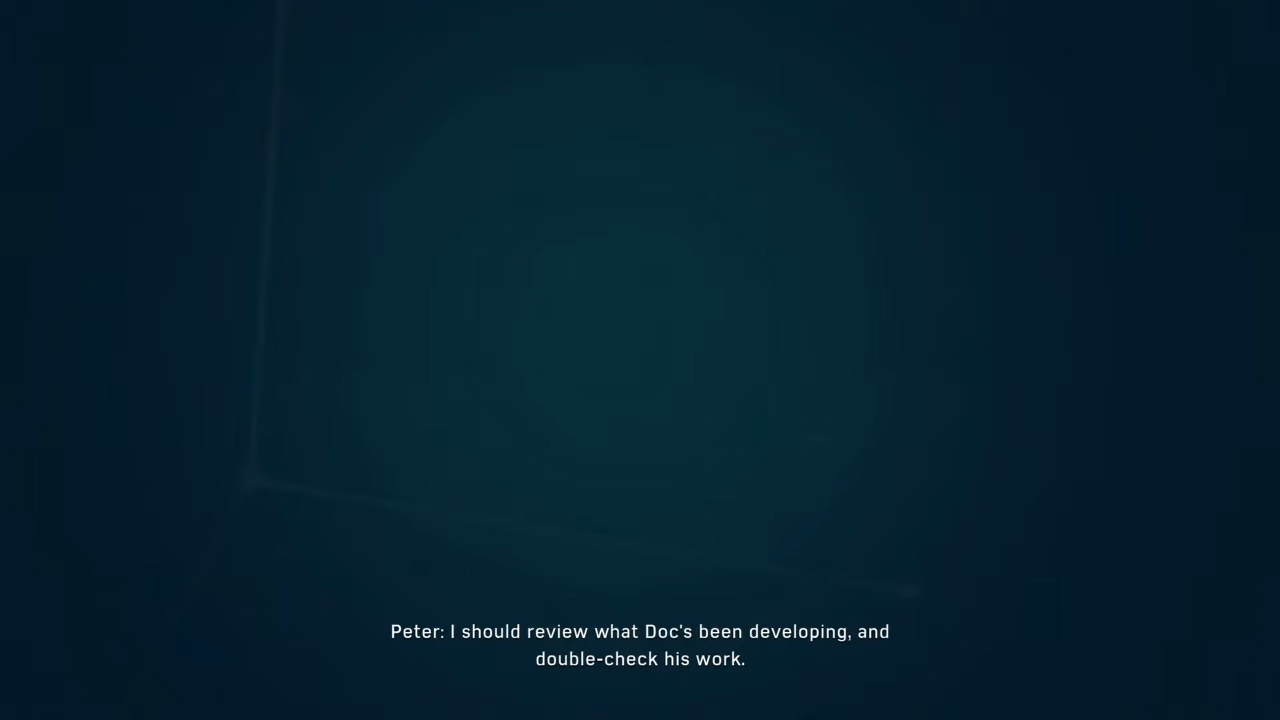 Peter: I should review what Doc's been developing, and
double-check his work.